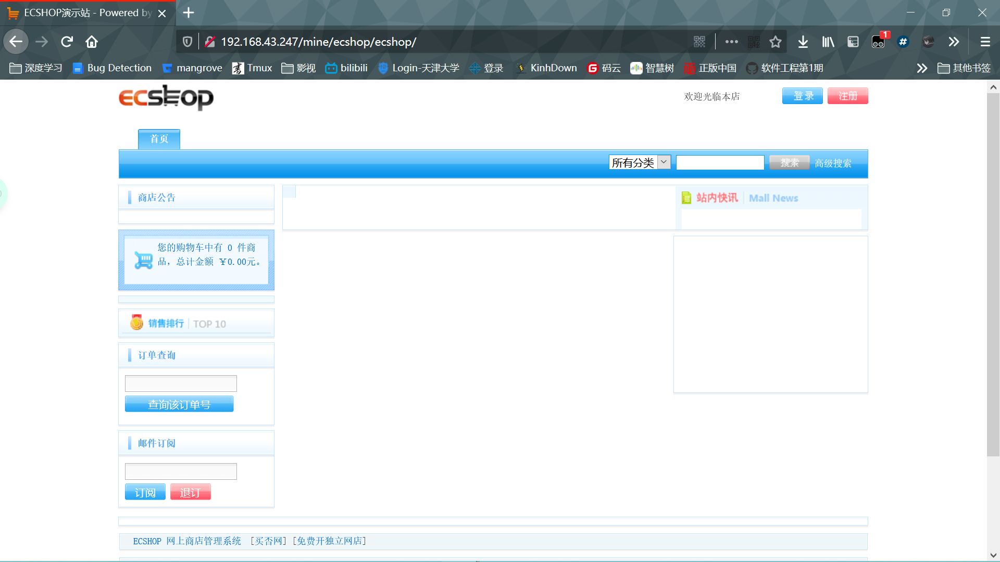 ECSHOP演示站 - Powered by
192.168.43.247/mine/ecshop/ecshop/
1
深度学习
Bug Detection
mangrove
Tmux
影视
bilibili
Login-天津大学
登录
KinhDown
码云
智慧树
正版中国
软件工程第1期
其他书签
ECSHOP
欢迎光临本店
登录
注册
首页
所有分类
搜索
高级搜索
商店公告
站内快讯
Mall News
您的购物车中有 0 件商
品，总计金额 ￥0.00元。
销售排行
TOP 10
订单查询
查询该订单号
邮件订阅
订阅
退订
ECSHOP 网上商店管理系统 [买否网] [免费开独立网店]